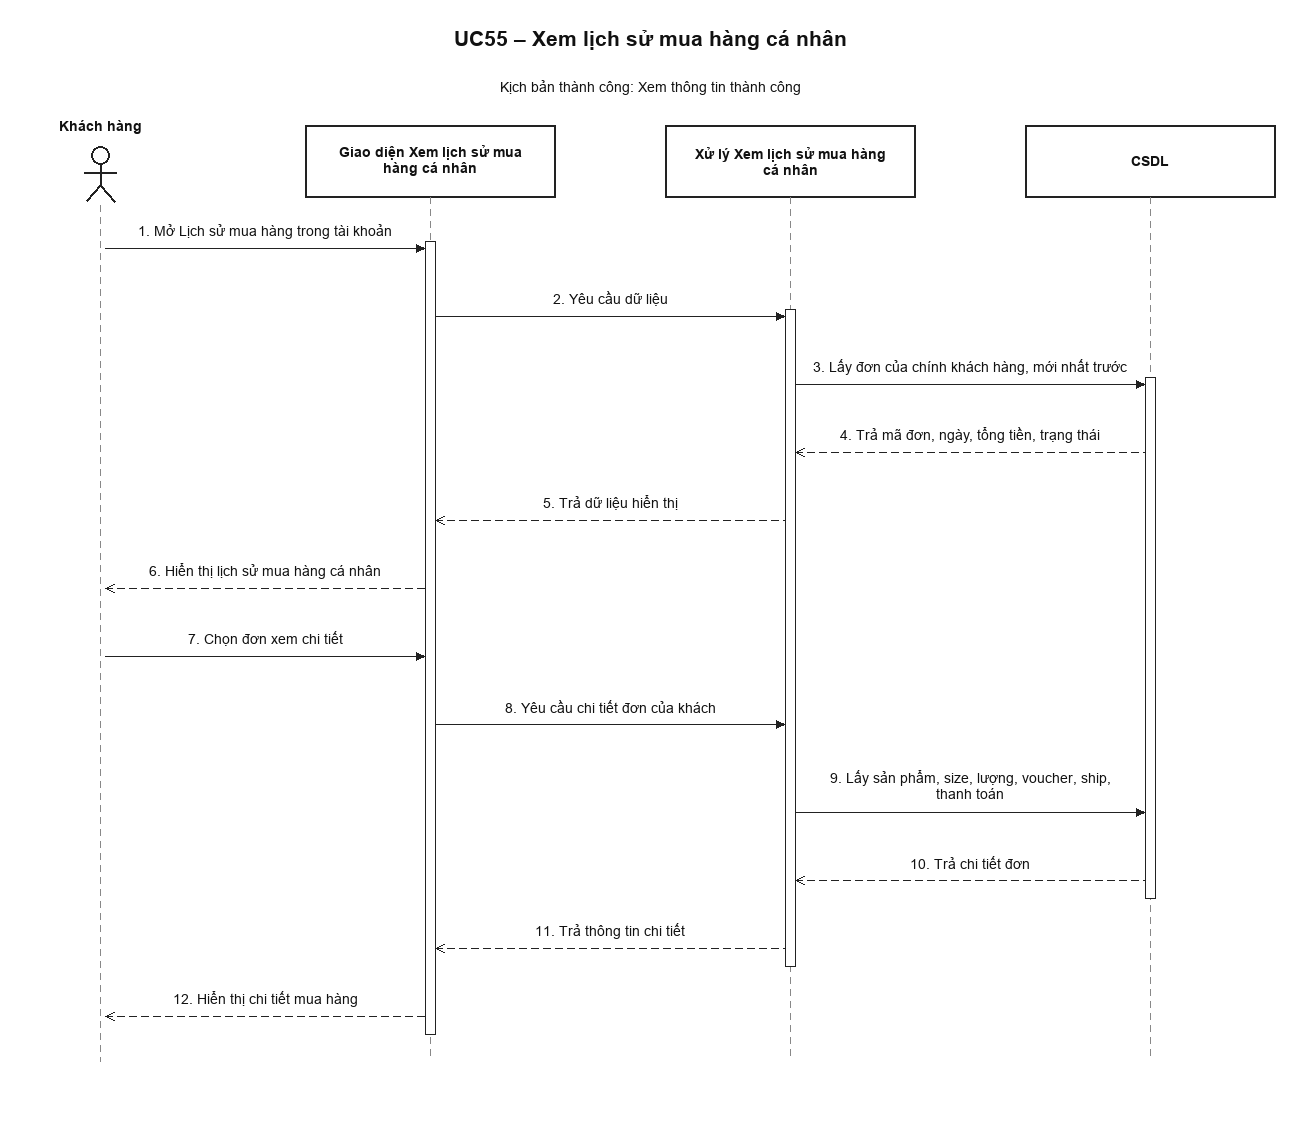 UC55 – Xem lịch sử mua hàng cá nhân
Kịch bản thành công: Xem thông tin thành công
Khách hàng
Giao diện Xem lịch sử mua
hàng cá nhân
Xử lý Xem lịch sử mua hàng
cá nhân
CSDL
1. Mở Lịch sử mua hàng trong tài khoản
2. Yêu cầu dữ liệu
3. Lấy đơn của chính khách hàng, mới nhất trước
4. Trả mã đơn, ngày, tổng tiền, trạng thái
5. Trả dữ liệu hiển thị
6. Hiển thị lịch sử mua hàng cá nhân
7. Chọn đơn xem chi tiết
8. Yêu cầu chi tiết đơn của khách
9. Lấy sản phẩm, size, lượng, voucher, ship,
thanh toán
10. Trả chi tiết đơn
11. Trả thông tin chi tiết
12. Hiển thị chi tiết mua hàng